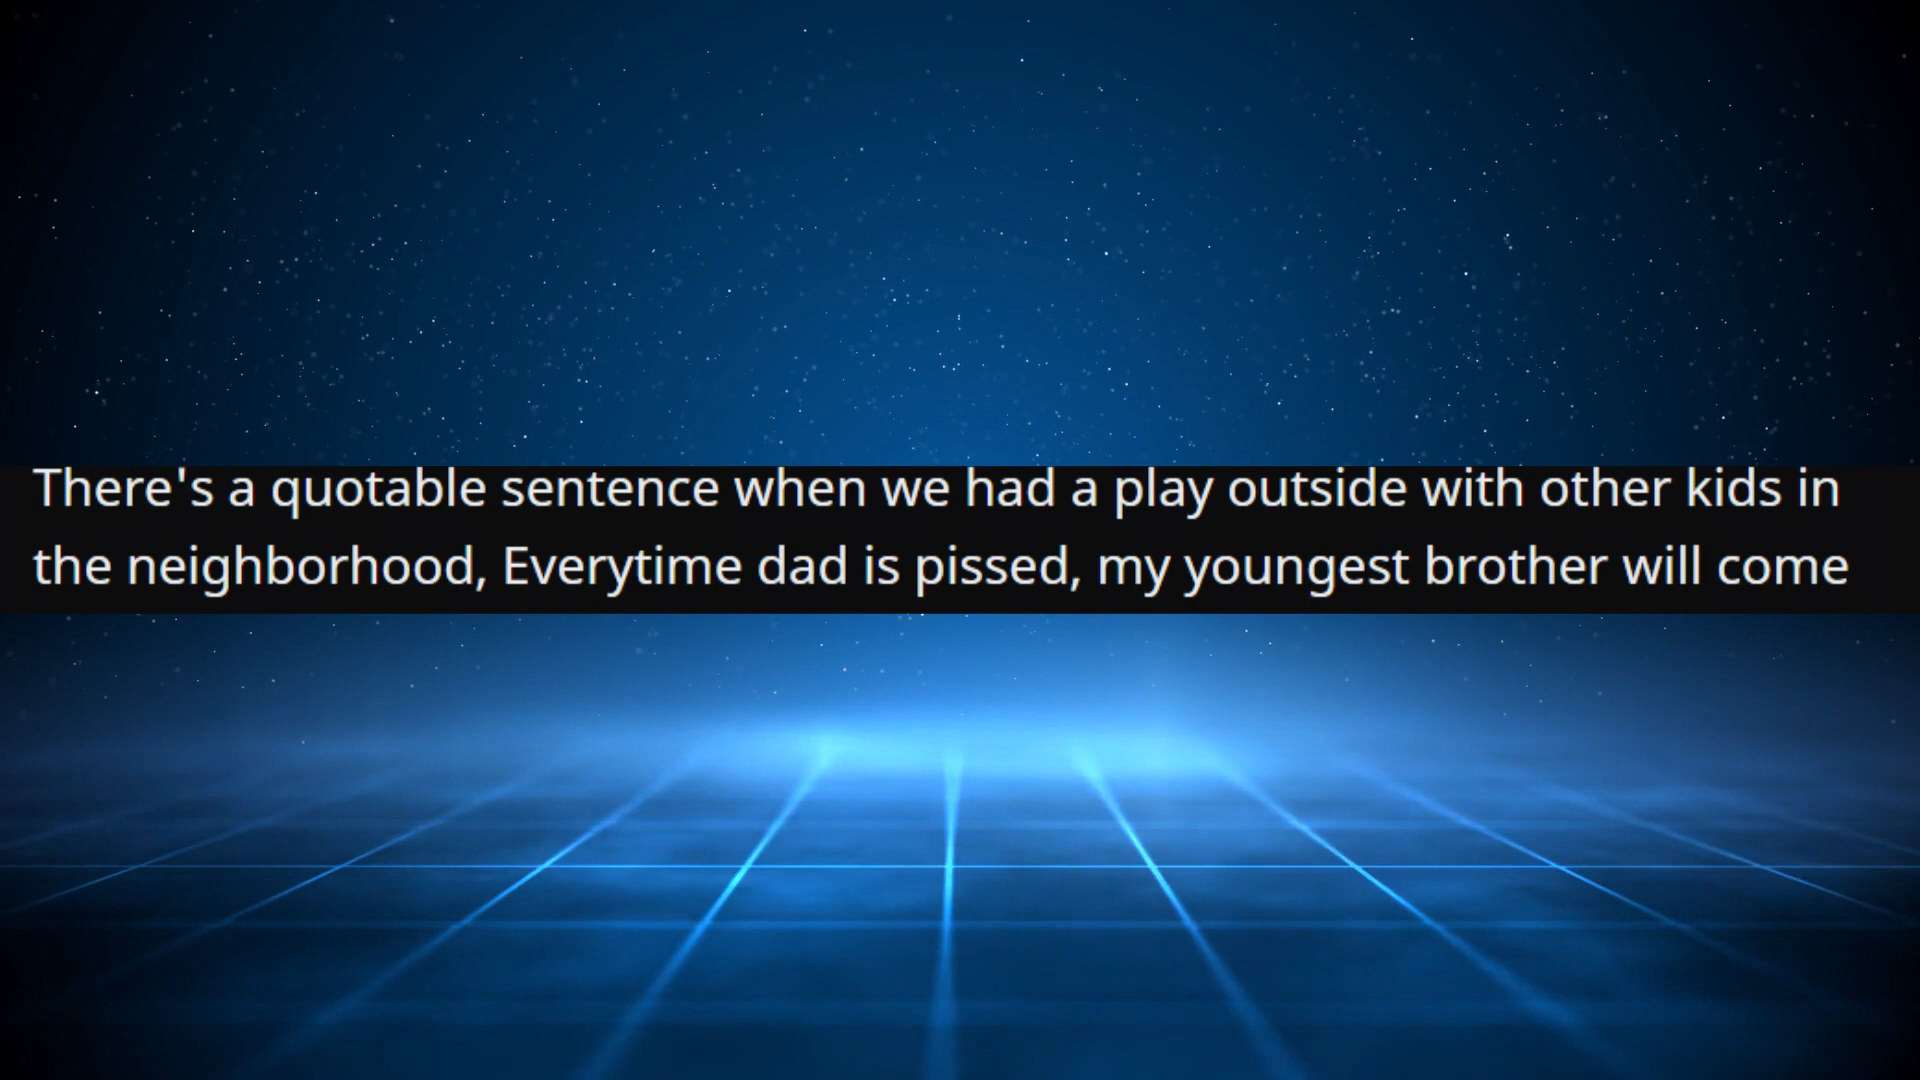 There's a quotable sentence when we had a play outside with other kids in
the neighborhood, Everytime dad is pissed, my youngest brother will come